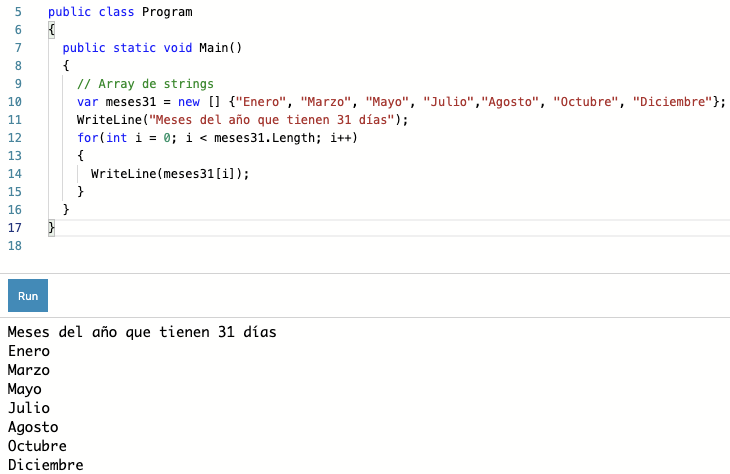 5 public class Program
6 {
7 public static void Main()
8 {
9 // Array de strings
10 var meses31 = new [] {"Enero", "Marzo", "Mayo", "Julio","Agosto", "Octubre", "Diciembre"};
11 WriteLine("Meses del año que tienen 31 días");
12 for(int i = 0; i < meses31.Length; i++)
13 {
14 WriteLine(meses31[i]);
15 }
16 }
17 }
18
Run
Meses del año que tienen 31 días
Enero
Marzo
Mayo
Julio
Agosto
Octubre
Diciembre